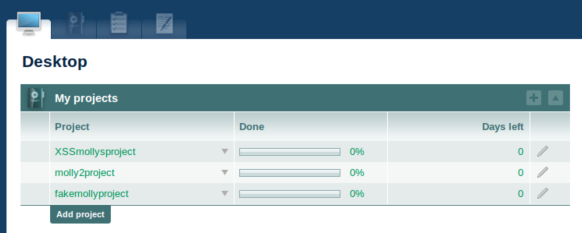 Desktop
My projects
Project Done Days left
XSSmollysproject 0% 0
molly2project 0% 0
fakemollyproject 0% 0
Add project